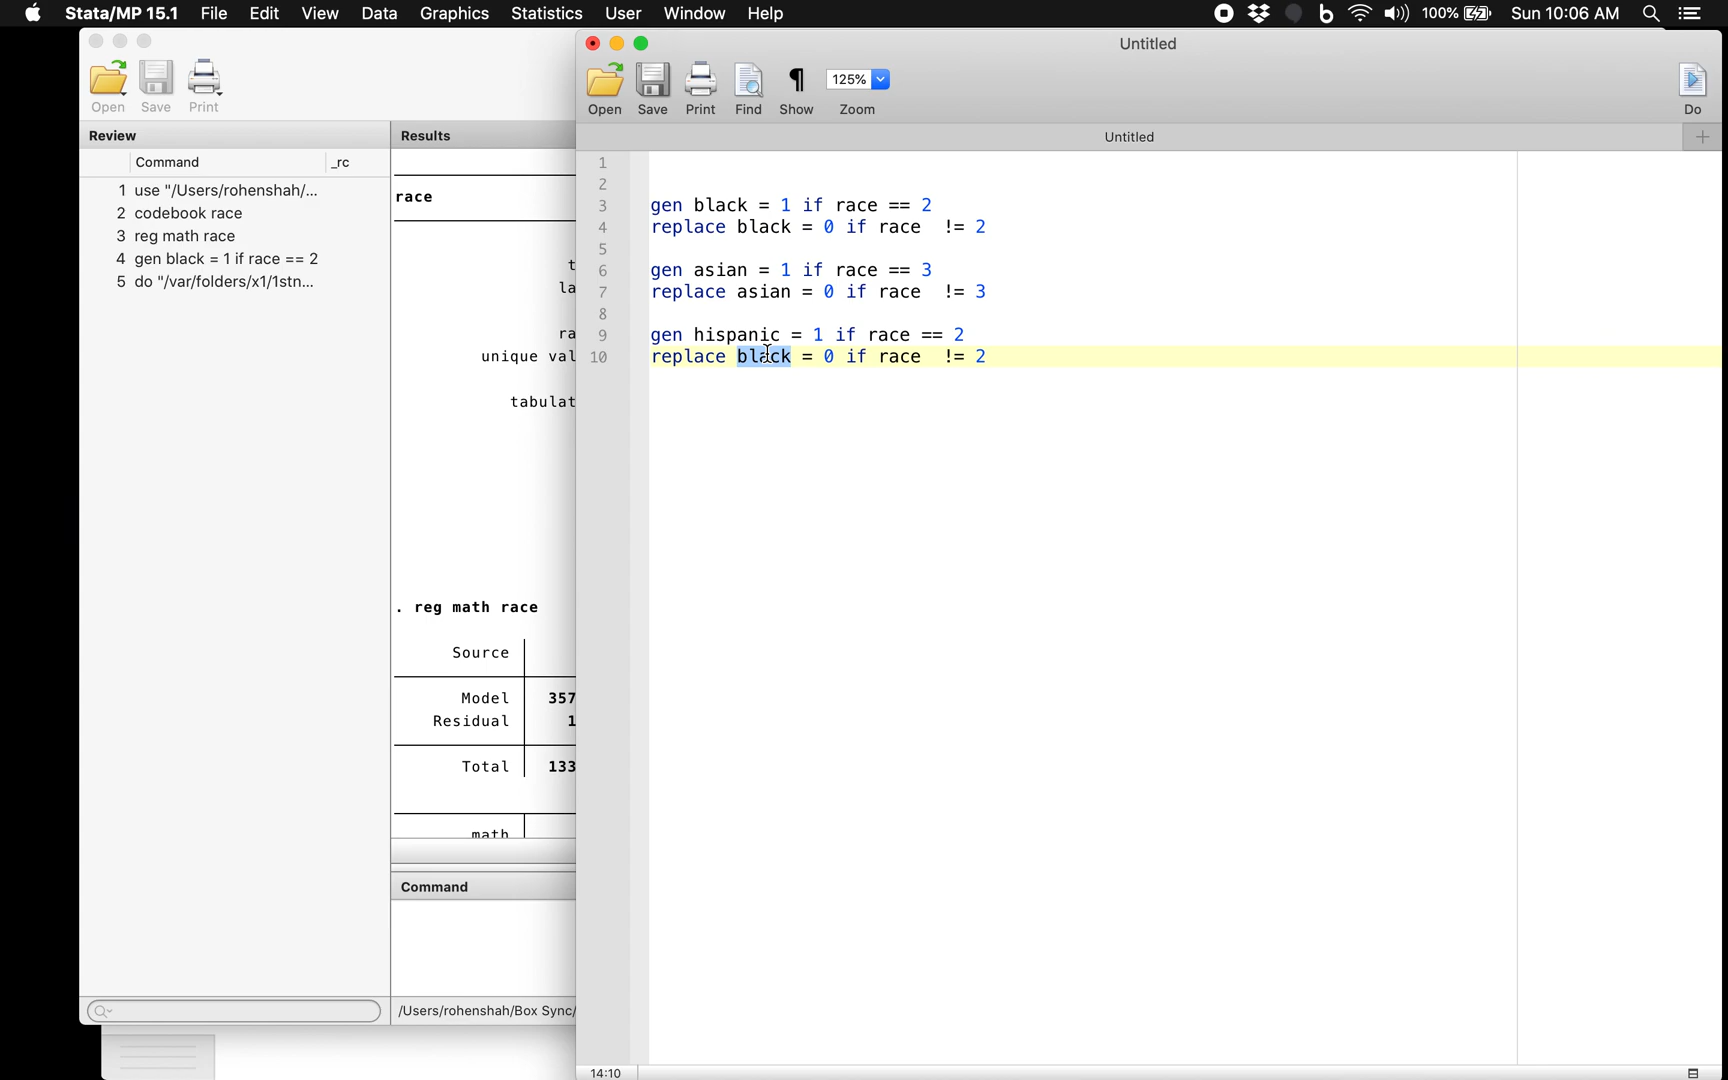 Stata/MP 15.1 File Edit View Data Graphics Statistics User Window Help
100% Sun 10:06 AM
Untitled
Open Save Print
Open Save Print Find Show 125% Zoom Do
Review
Results
Untitled
Command _rc
1 use "/Users/rohenshah/...
2 codebook race
3 reg math race
4 gen black = 1 if race == 2
5 do "/var/folders/x1/1stn...
race
t
la
ra
unique val
tabulat
. reg math race
Source
Model 357
Residual 1
Total 133
math
Command
/Users/rohenshah/Box Sync/
1
2
3 gen black = 1 if race == 2
4 replace black = 0 if race != 2
5
6 gen asian = 1 if race == 3
7 replace asian = 0 if race != 3
8
9 gen hispanic = 1 if race == 2
10 replace black = 0 if race != 2
14:10